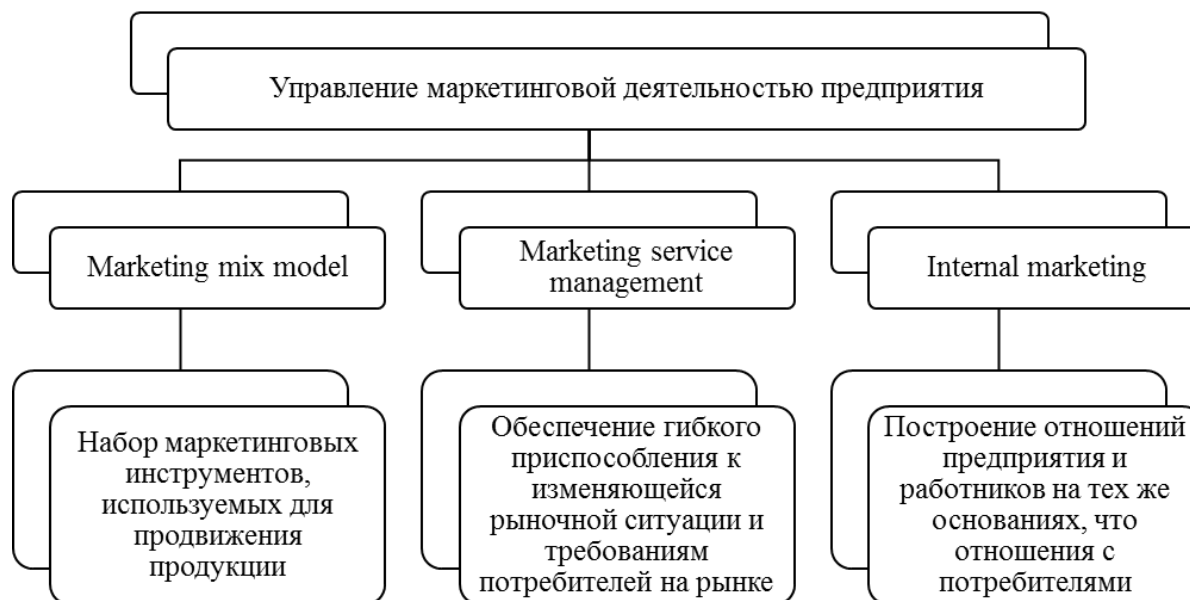 Управление маркетинговой деятельностью предприятия
Marketing mix model
Marketing service
management
Internal marketing
Набор маркетинговых
инструментов,
используемых для
продвижения
продукции
Обеспечение гибкого
приспособления к
изменяющейся
рыночной ситуации и
требованиям
потребителей на рынке
Построение отношений
предприятия и
работников на тех же
основаниях, что
отношения с
потребителями